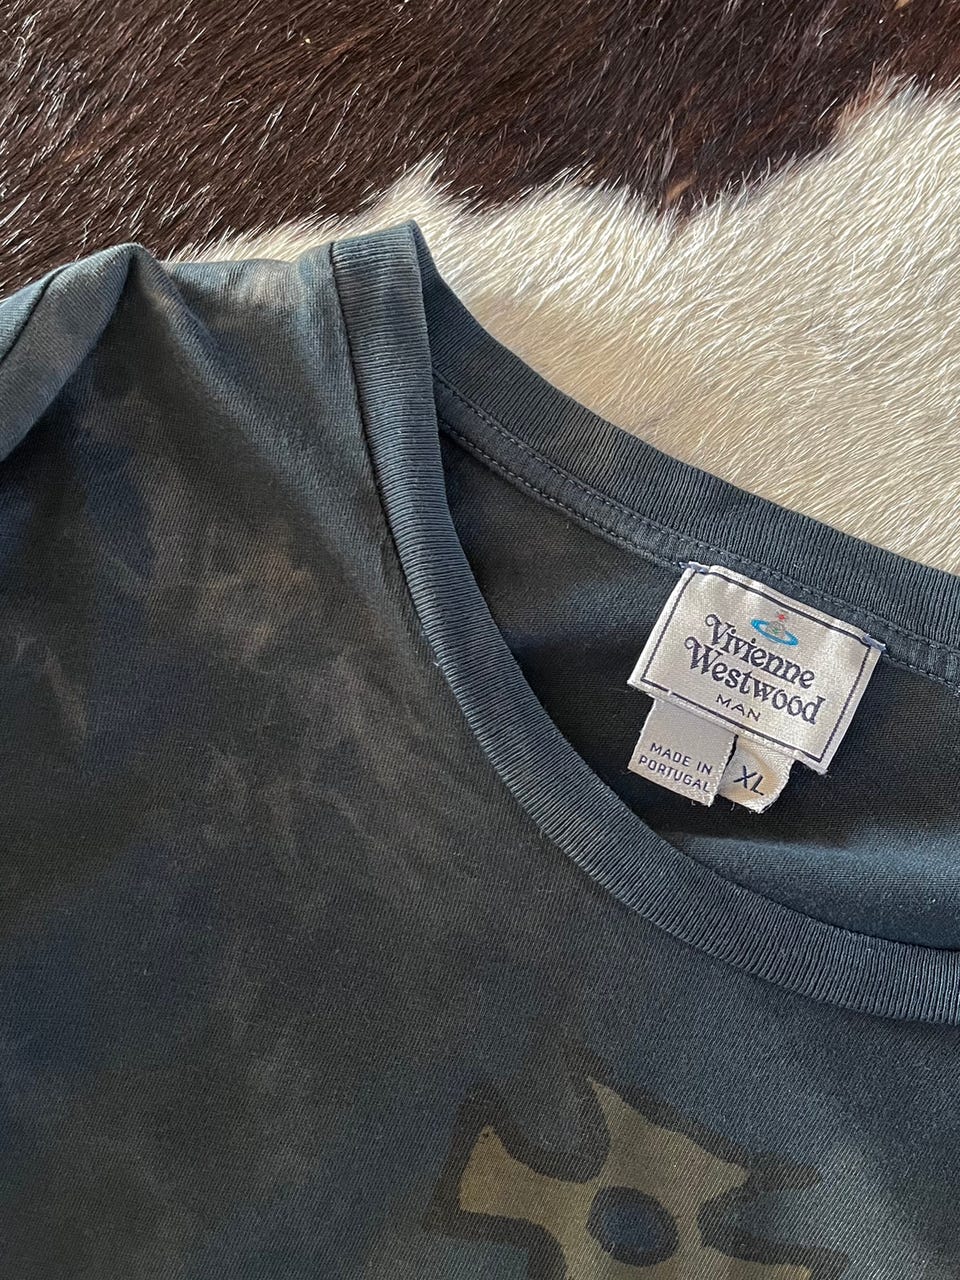 Vivienne
Westwood
MAN
MADE IN
PORTUGAL
XL